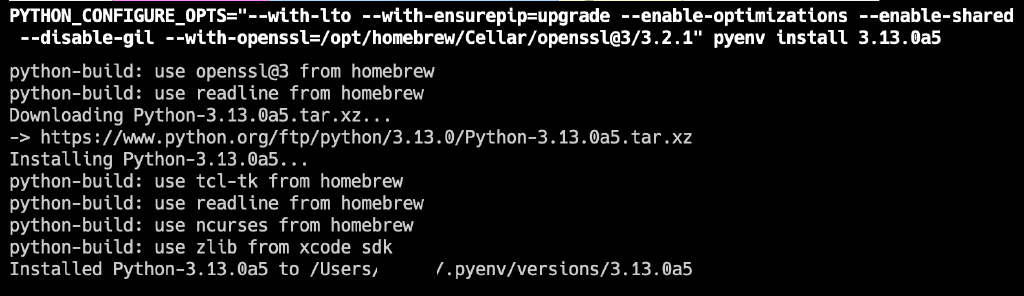 PYTHON_CONFIGURE_OPTS="--with-lto --with-ensurepip=upgrade --enable-optimizations --enable-shared
--disable-gil --with-openssl=/opt/homebrew/Cellar/openssl@3/3.2.1" pyenv install 3.13.0a5
python-build: use openssl@3 from homebrew
python-build: use readline from homebrew
Downloading Python-3.13.0a5.tar.xz...
-> https://www.python.org/ftp/python/3.13.0/Python-3.13.0a5.tar.xz
Installing Python-3.13.0a5...
python-build: use tcl-tk from homebrew
python-build: use readline from homebrew
python-build: use ncurses from homebrew
python-build: use zlib from xcode sdk
Installed Python-3.13.0a5 to /Users/ /.pyenv/versions/3.13.0a5